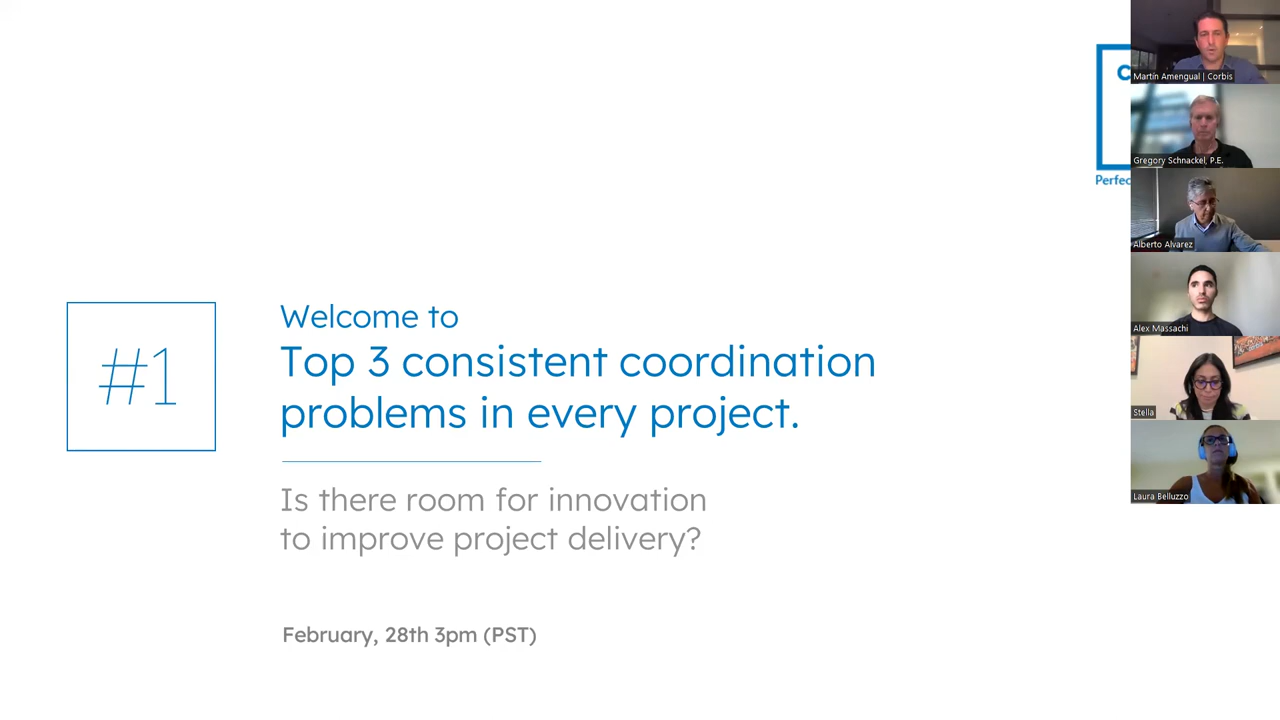 #1
Welcome to
Top 3 consistent coordination
problems in every project.
Is there room for innovation
to improve project delivery?
February, 28th 3pm (PST)
Perfec
Martín Amengual | Corbis
Gregory Schnackel, P.E.
Alberto Alvarez
Alex Massachi
Stella
Laura Belluzzo